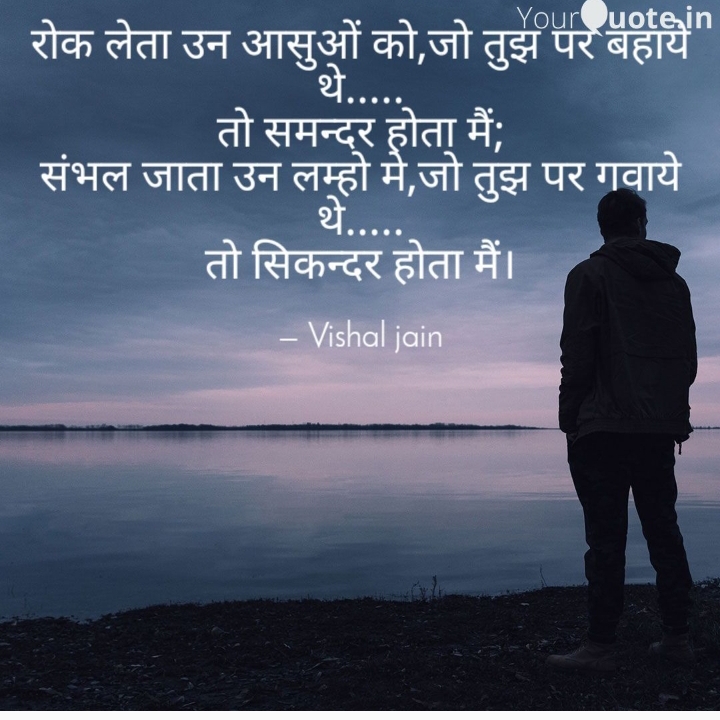 YourQuote.in
रोक लेता उन आसुओं को,जो तुझ पर बहाये
थे.....
तो समन्दर होता मैं;
संभल जाता उन लम्हो मे,जो तुझ पर गवाये
थे.....
तो सिकन्दर होता मैं।
– Vishal jain